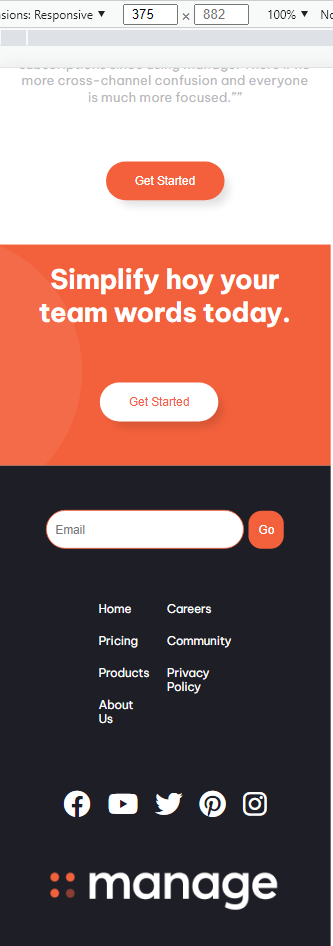 sions: Responsive ▼ 375 × 882 100% ▼ No
more cross-channel confusion and everyone
is much more focused.””
Get Started
Simplify hoy your
team words today.
Get Started
Email Go
Home Careers
Pricing Community
Products Privacy
Policy
About
Us
manage